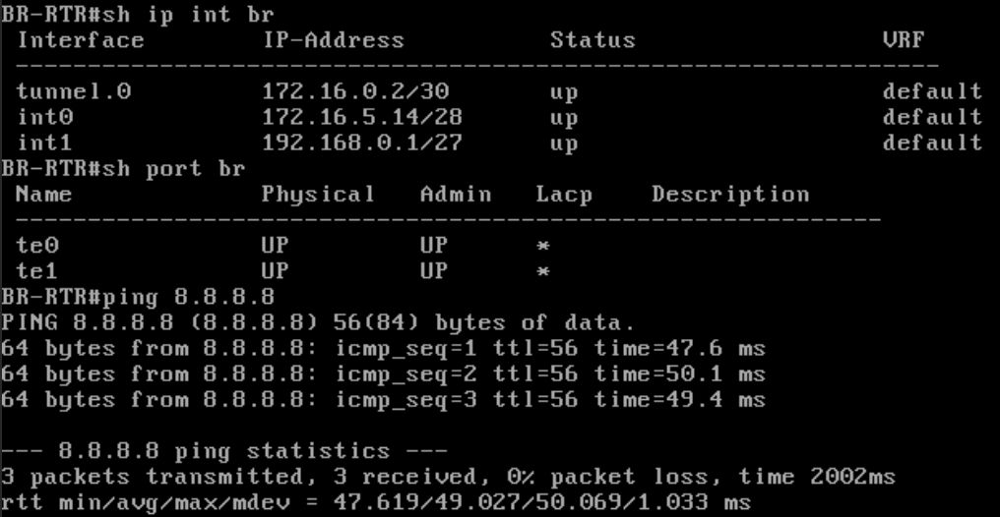 BR-RTR#sh ip int br
Interface IP-Address Status VRF
-----------------------------------------------------------------
tunnel.0 172.16.0.2/30 up default
int0 172.16.5.14/28 up default
int1 192.168.0.1/27 up default
BR-RTR#sh port br
Name Physical Admin Lacp Description
-------------------------------------------------------------
te0 UP UP *
te1 UP UP *
BR-RTR#ping 8.8.8.8
PING 8.8.8.8 (8.8.8.8) 56(84) bytes of data.
64 bytes from 8.8.8.8: icmp_seq=1 ttl=56 time=47.6 ms
64 bytes from 8.8.8.8: icmp_seq=2 ttl=56 time=50.1 ms
64 bytes from 8.8.8.8: icmp_seq=3 ttl=56 time=49.4 ms
--- 8.8.8.8 ping statistics ---
3 packets transmitted, 3 received, 0% packet loss, time 2002ms
rtt min/avg/max/mdev = 47.619/49.027/50.069/1.033 ms